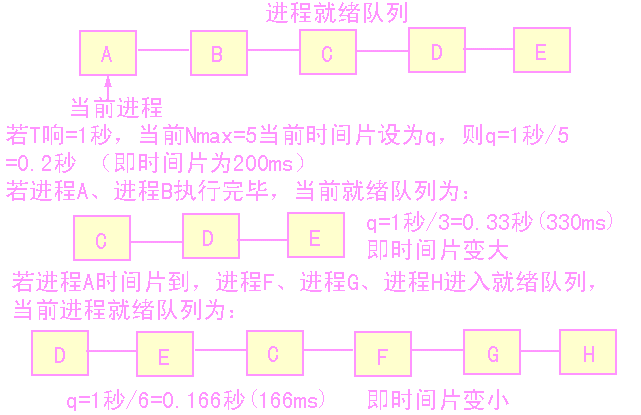 进程就绪队列
A B C D E
当前进程
若T响=1秒，当前Nmax=5当前时间片设为q，则q=1秒/5
=0.2秒 （即时间片为200ms）
若进程A、进程B执行完毕，当前就绪队列为：
C D E
q=1秒/3=0.33秒(330ms)
即时间片变大
若进程A时间片到，进程F、进程G、进程H进入就绪队列，
当前进程就绪队列为：
D E C F G H
q=1秒/6=0.166秒(166ms) 即时间片变小